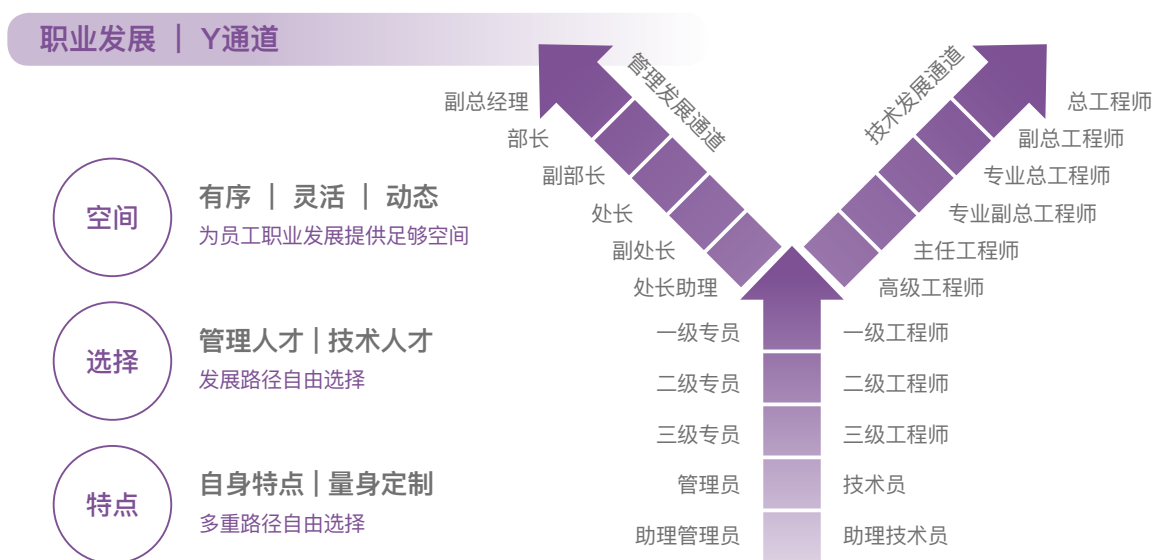 职业发展 | Y通道
空间
有序 | 灵活 | 动态
为员工职业发展提供足够空间
选择
管理人才 | 技术人才
发展路径自由选择
特点
自身特点 | 量身定制
多重路径自由选择
管理发展通道
副总经理
部长
副部长
处长
副处长
处长助理
一级专员
二级专员
三级专员
管理员
助理管理员
技术发展通道
总工程师
副总工程师
专业总工程师
专业副总工程师
主任工程师
高级工程师
一级工程师
二级工程师
三级工程师
技术员
助理技术员